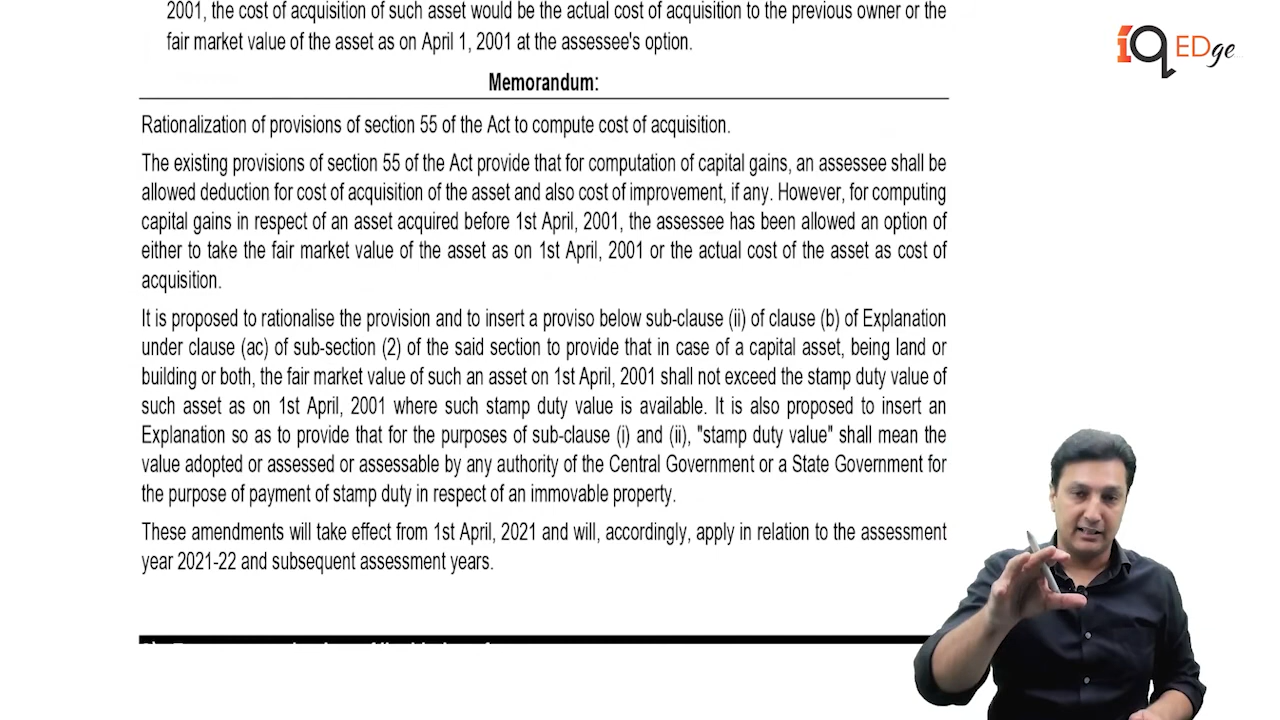 2001, the cost of acquisition of such asset would be the actual cost of acquisition to the previous owner or the
fair market value of the asset as on April 1, 2001 at the assessee's option.
iQ EDge
Memorandum:
Rationalization of provisions of section 55 of the Act to compute cost of acquisition.
The existing provisions of section 55 of the Act provide that for computation of capital gains, an assessee shall be
allowed deduction for cost of acquisition of the asset and also cost of improvement, if any. However, for computing
capital gains in respect of an asset acquired before 1st April, 2001, the assessee has been allowed an option of
either to take the fair market value of the asset as on 1st April, 2001 or the actual cost of the asset as cost of
acquisition.
It is proposed to rationalise the provision and to insert a proviso below sub-clause (ii) of clause (b) of Explanation
under clause (ac) of sub-section (2) of the said section to provide that in case of a capital asset, being land or
building or both, the fair market value of such an asset on 1st April, 2001 shall not exceed the stamp duty value of
such asset as on 1st April, 2001 where such stamp duty value is available. It is also proposed to insert an
Explanation so as to provide that for the purposes of sub-clause (i) and (ii), "stamp duty value" shall mean the
value adopted or assessed or assessable by any authority of the Central Government or a State Government for
the purpose of payment of stamp duty in respect of an immovable property.
These amendments will take effect from 1st April, 2021 and will, accordingly, apply in relation to the assessment
year 2021-22 and subsequent assessment years.